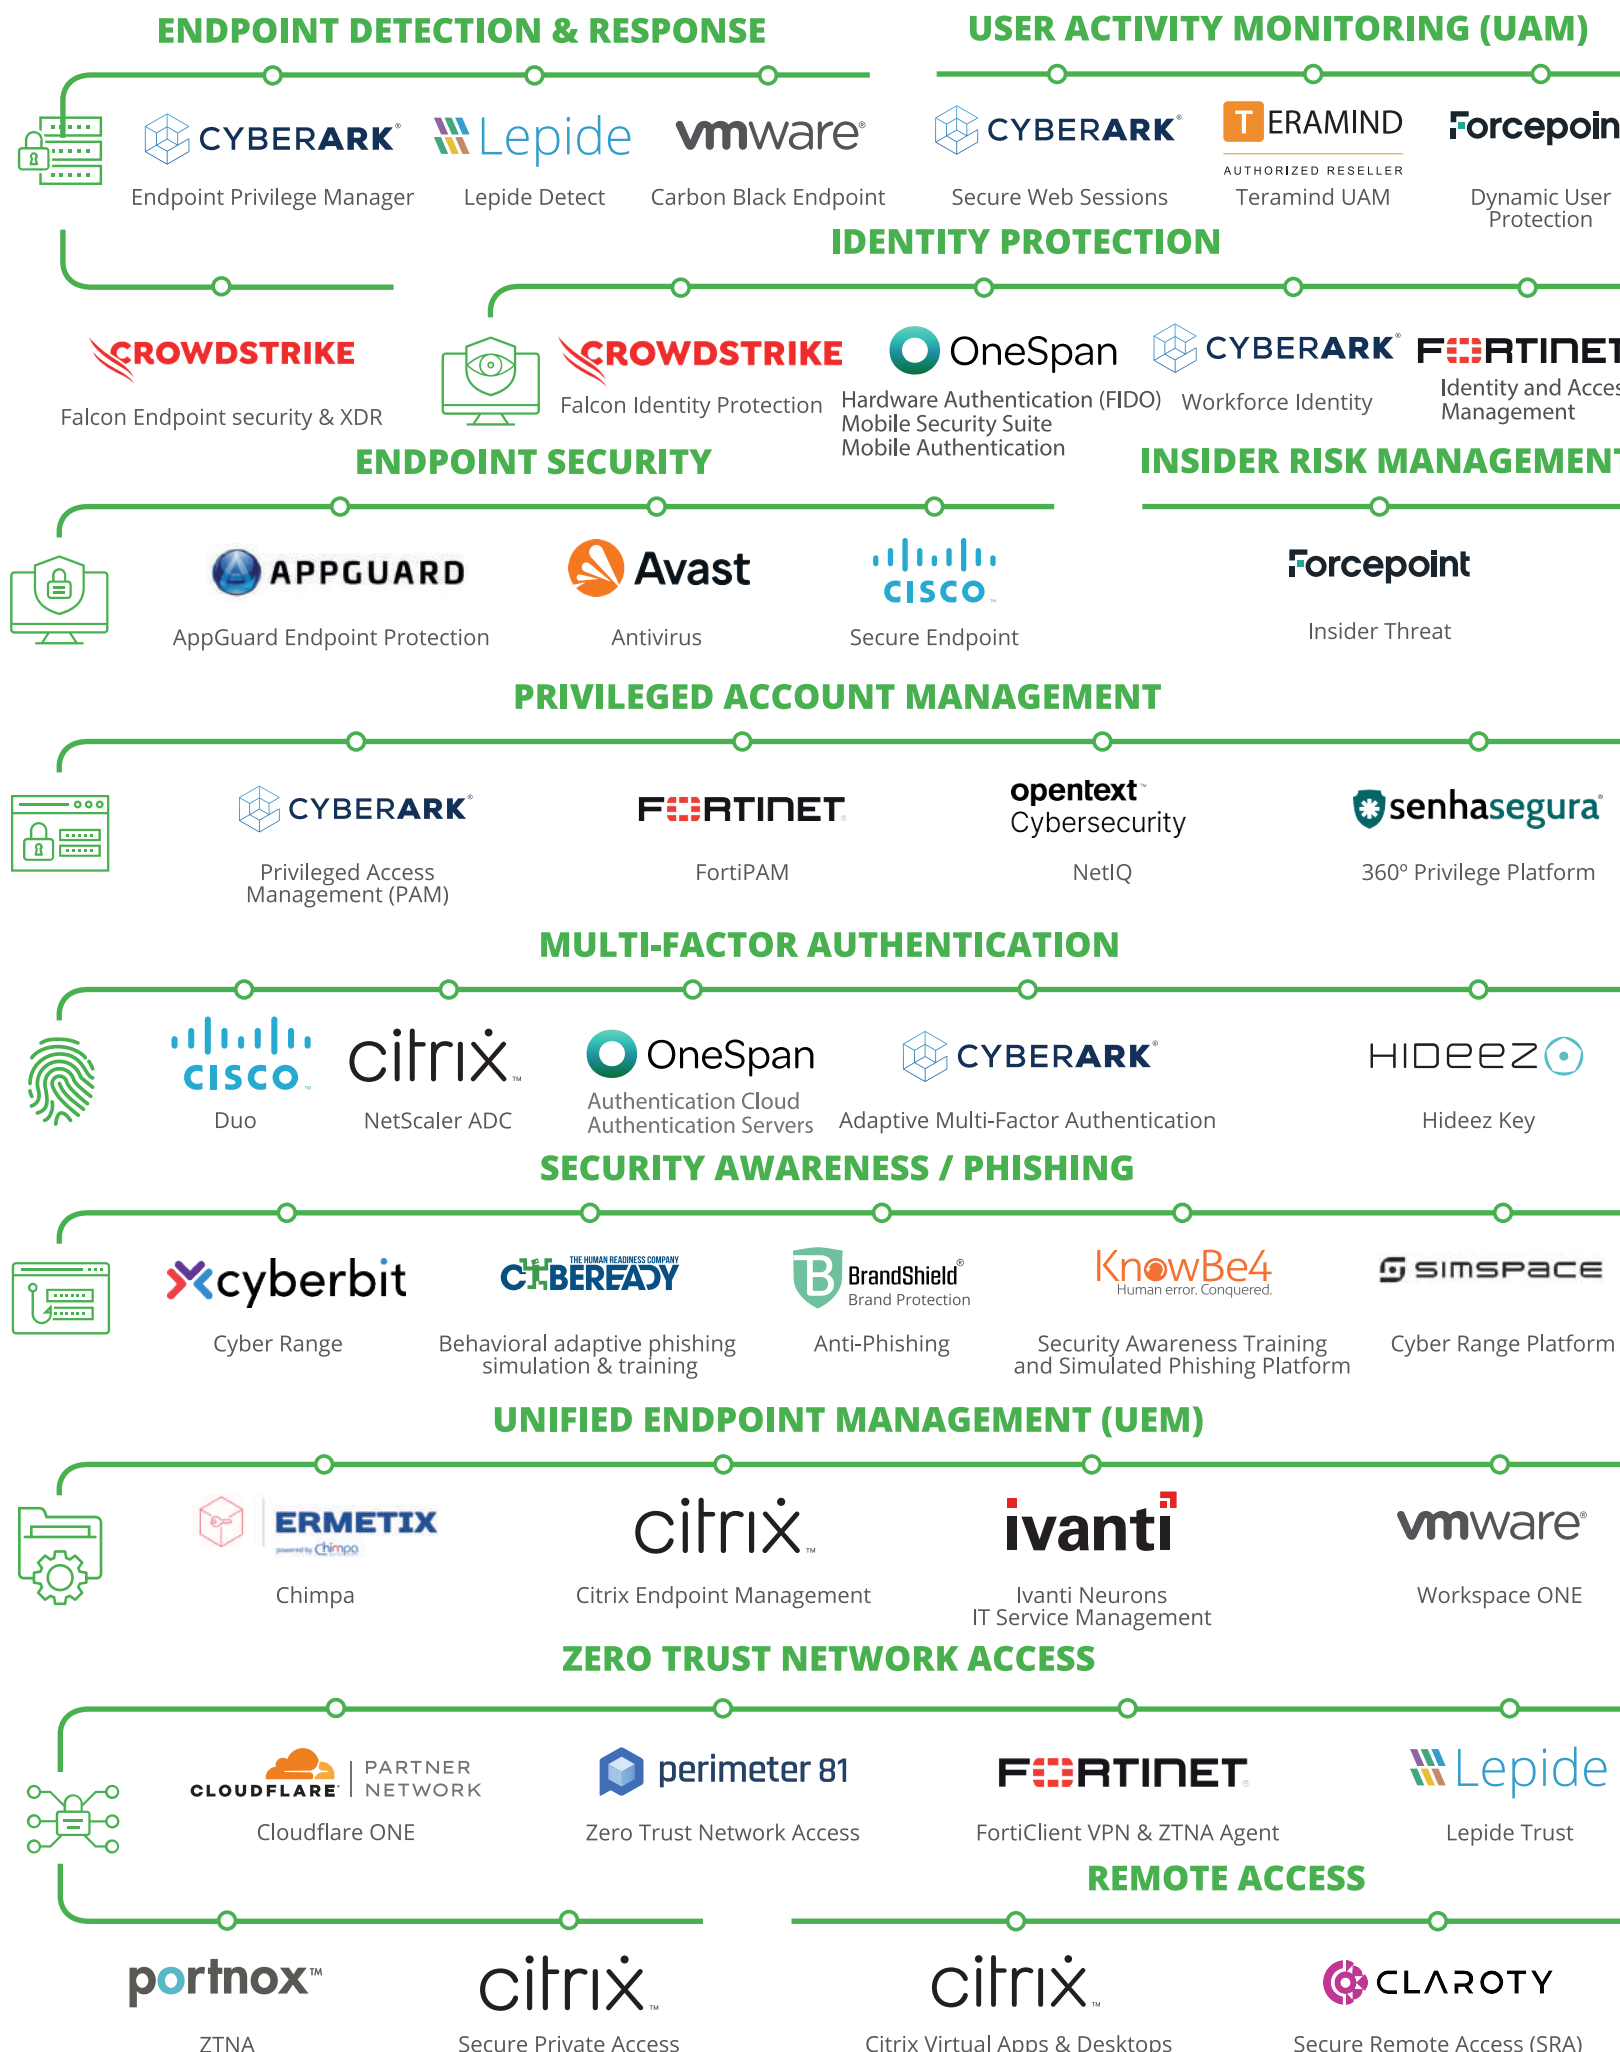 ENDPOINT DETECTION & RESPONSE
USER ACTIVITY MONITORING (UAM)
CYBERARK®
Lepide
vmware®
CYBERARK®
TERAMIND
AUTHORIZED RESELLER
Forcepoin
Endpoint Privilege Manager
Lepide Detect
Carbon Black Endpoint
Secure Web Sessions
Teramind UAM
Dynamic User
Protection
IDENTITY PROTECTION
CROWDSTRIKE
CROWDSTRIKE
OneSpan
CYBERARK®
FORTINET
Falcon Endpoint security & XDR
Falcon Identity Protection
Hardware Authentication (FIDO)
Mobile Security Suite
Mobile Authentication
Workforce Identity
Identity and Acces
Management
ENDPOINT SECURITY
INSIDER RISK MANAGEMENT
APPGUARD
Avast
CISCO™
Forcepoint
AppGuard Endpoint Protection
Antivirus
Secure Endpoint
Insider Threat
PRIVILEGED ACCOUNT MANAGEMENT
CYBERARK®
FORTINET®
opentext™
Cybersecurity
senhasegura®
Privileged Access
Management (PAM)
FortiPAM
NetIQ
360º Privilege Platform
MULTI-FACTOR AUTHENTICATION
CISCO™
citrix™
OneSpan
CYBERARK®
HIDEEZ
Duo
NetScaler ADC
Authentication Cloud
Authentication Servers
Adaptive Multi-Factor Authentication
Hideez Key
SECURITY AWARENESS / PHISHING
cyberbit
THE HUMAN READINESS COMPANY
CYBEREADY
B
BrandShield®
Brand Protection
KnowBe4
Human error. Conquered.
SIMSPACE
Cyber Range
Behavioral adaptive phishing
simulation & training
Anti-Phishing
Security Awareness Training
and Simulated Phishing Platform
Cyber Range Platform
UNIFIED ENDPOINT MANAGEMENT (UEM)
ERMETIX
powered by Chimpa
citrix™
ivanti
vmware®
Chimpa
Citrix Endpoint Management
Ivanti Neurons
IT Service Management
Workspace ONE
ZERO TRUST NETWORK ACCESS
CLOUDFLARE®
PARTNER
NETWORK
perimeter 81
FORTINET®
Lepide
Cloudflare ONE
Zero Trust Network Access
FortiClient VPN & ZTNA Agent
Lepide Trust
REMOTE ACCESS
portnox™
citrix™
citrix™
CLAROTY
ZTNA
Secure Private Access
Citrix Virtual Apps & Desktops
Secure Remote Access (SRA)